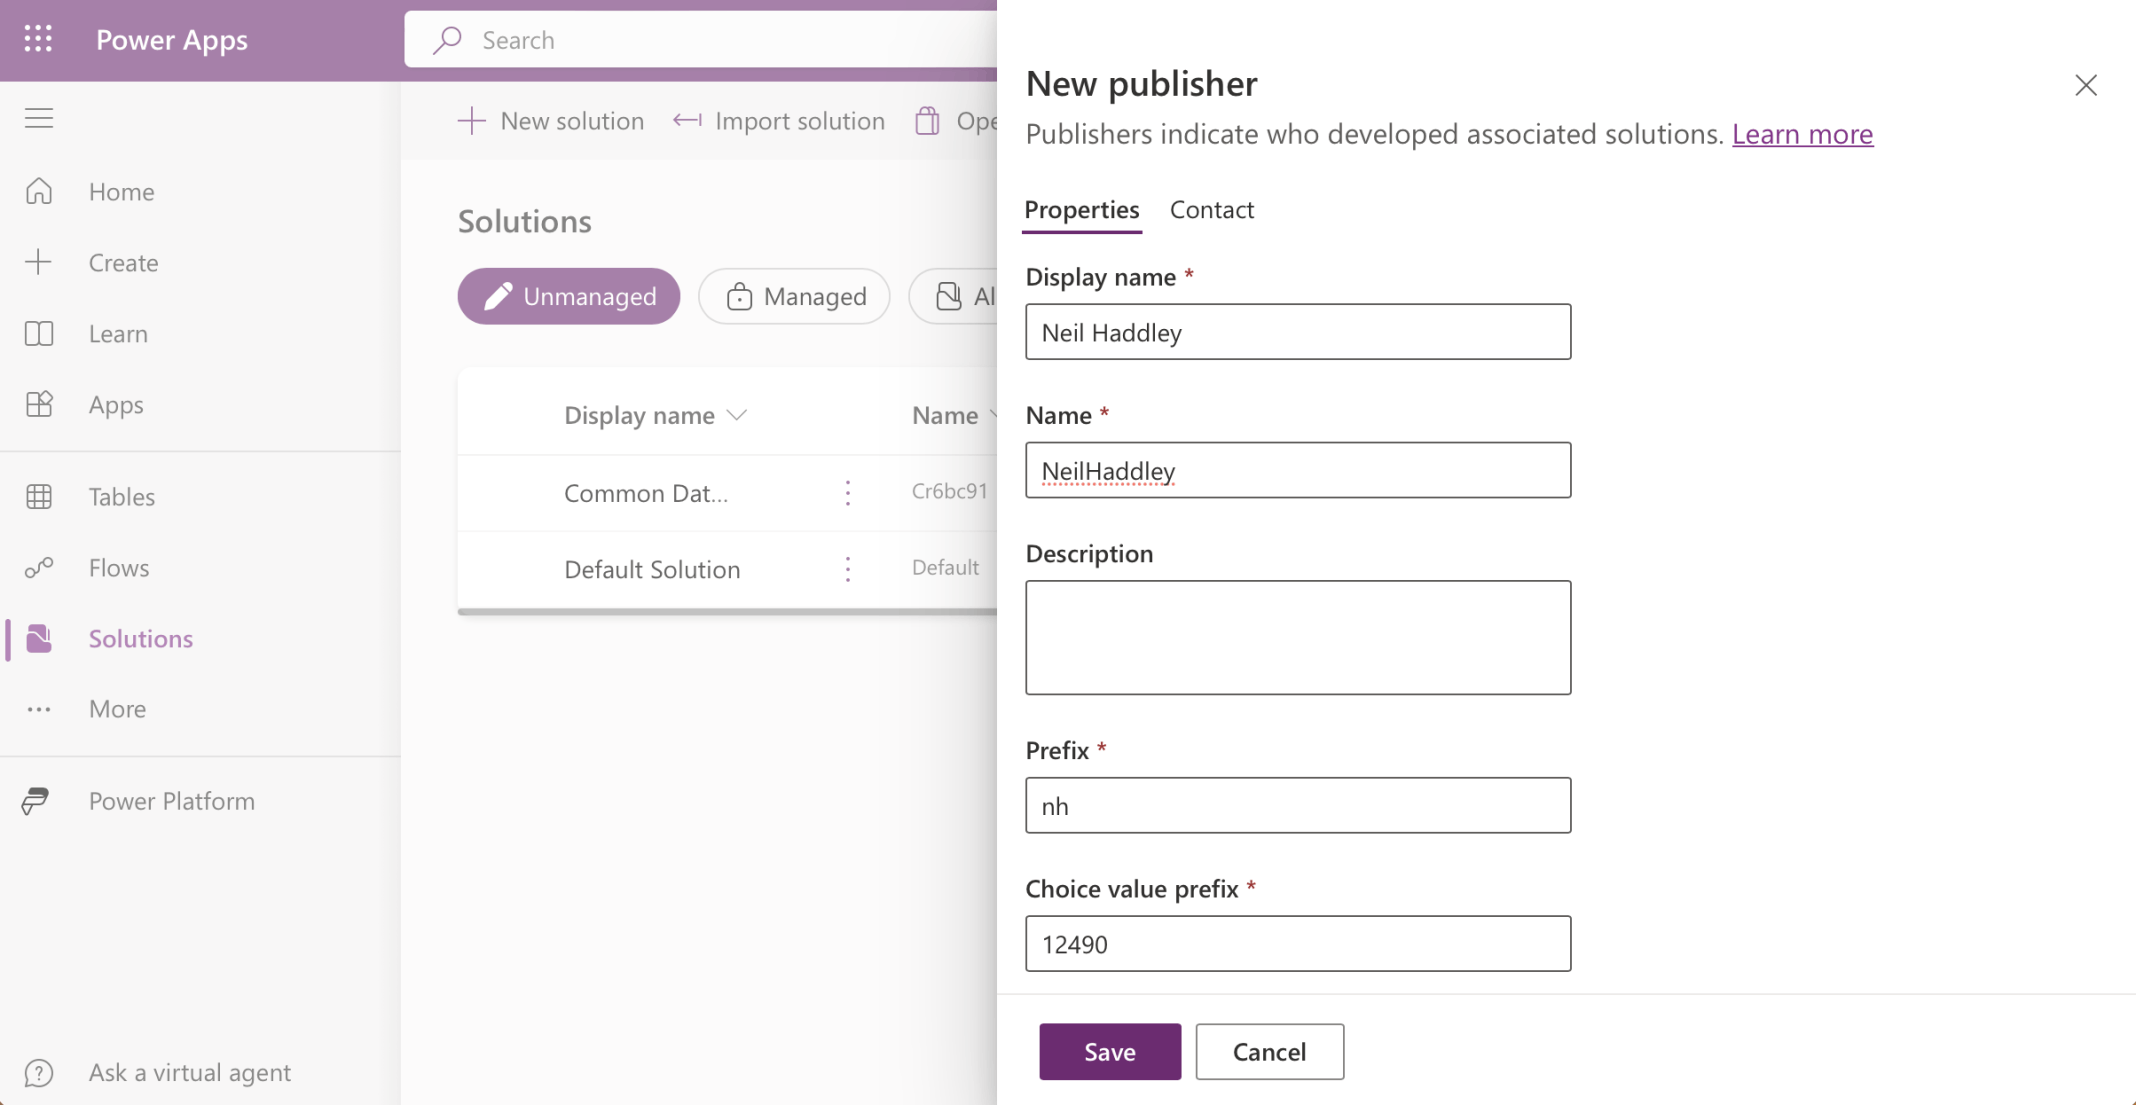 Power Apps
Search
New solution
Import solution
Home
Create
Learn
Apps
Tables
Flows
Solutions
More
Power Platform
Ask a virtual agent
Solutions
Unmanaged
Managed
Display name
Name
Common Dat...
Cr6bc91
Default Solution
Default
New publisher
Publishers indicate who developed associated solutions. Learn more
Properties
Contact
Display name *
Neil Haddley
Name *
NeilHaddley
Description
Prefix *
nh
Choice value prefix *
12490
Save
Cancel